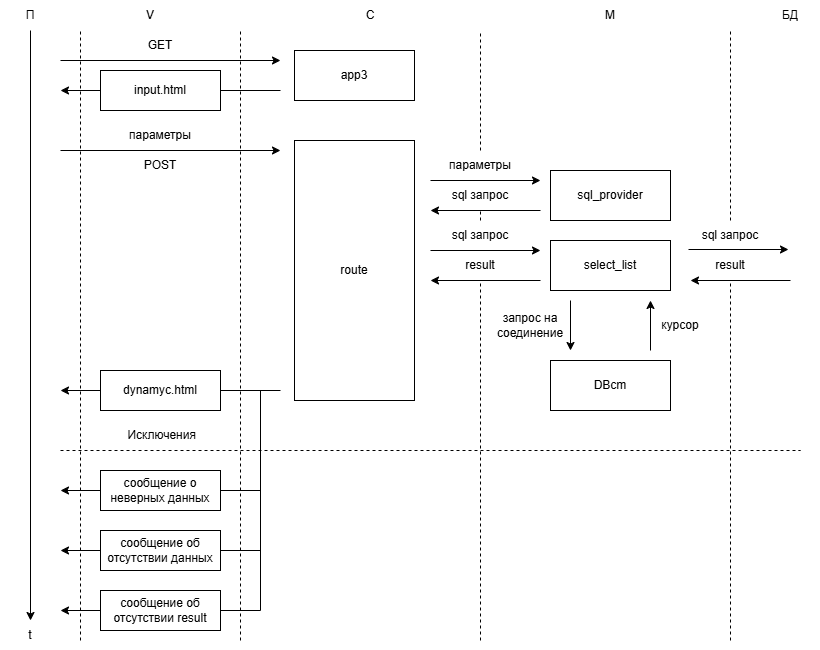 П
V
C
М
БД
GET
app3
input.html
параметры
POST
параметры
sql запрос
sql_provider
sql запрос
result
select_list
sql запрос
result
route
запрос на
соединение
курсор
DBcm
dynamyc.html
Исключения
сообщение о
неверных данных
сообщение об
отсутствии данных
сообщение об
отсутствии result
t